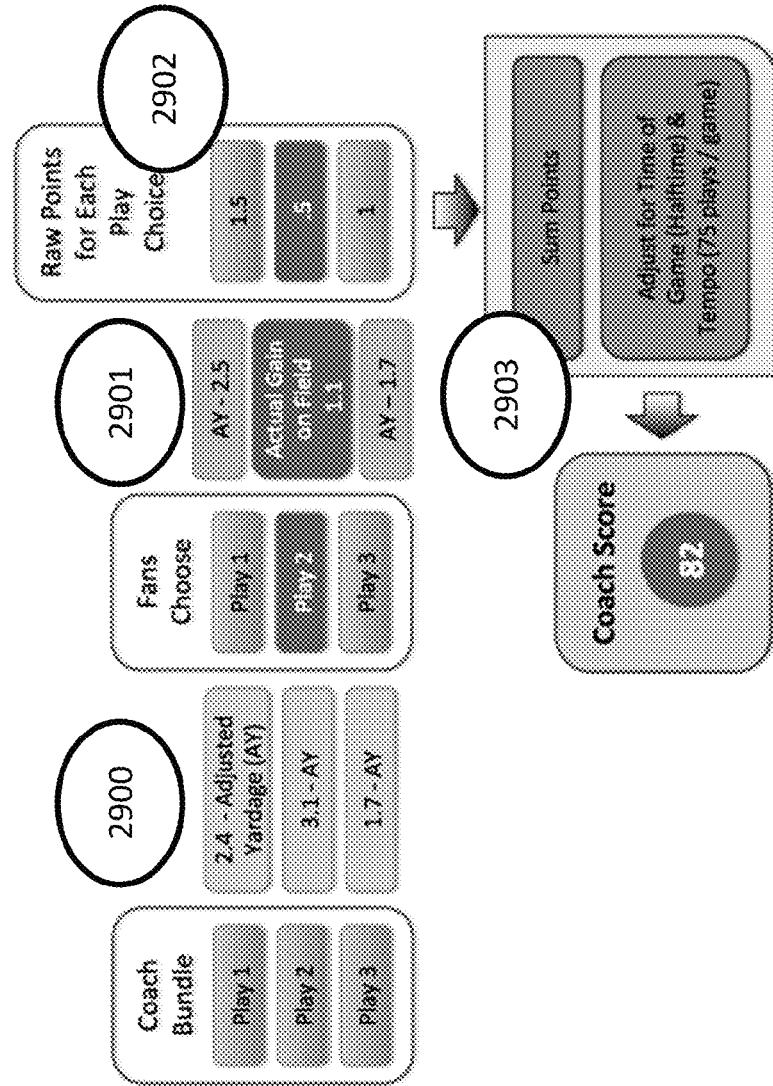 2900
2901
2902
Coach
Bundle
Play 1
Play 2
Play 3
2.4 - Adjusted
Yardage (AY)
3.1 - AY
1.7 - AY
Fans
Choose
Play 1
Play 2
Play 3
AY - 2.5
Actual Gain
on Field
1.1
AY – 1.7
Raw Points
for Each
Play
Choice
1.5
.5
1
2903
Coach Score
82
Sum Points
Adjust for Time of
Game (Halftime) &
Tempo (75 plays / game)